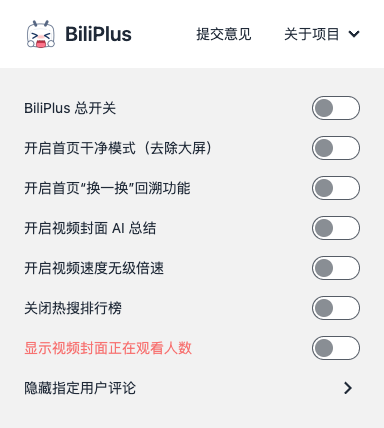 BiliPlus 提交意见 关于项目
BiliPlus 总开关
开启首页干净模式（去除大屏）
开启首页“换一换”回溯功能
开启视频封面 AI 总结
开启视频速度无级倍速
关闭热搜排行榜
显示视频封面正在观看人数
隐藏指定用户评论